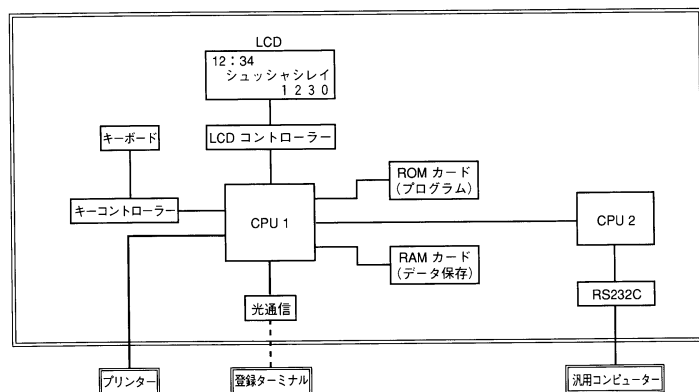 LCD
12：34
シュッシャシレイ
1 2 3 0
キーボード
LCD コントローラー
ROM カード
(プログラム)
キーコントローラー
CPU 1
CPU 2
RAM カード
(データ保存)
光通信
RS232C
プリンター
登録ターミナル
汎用コンピューター